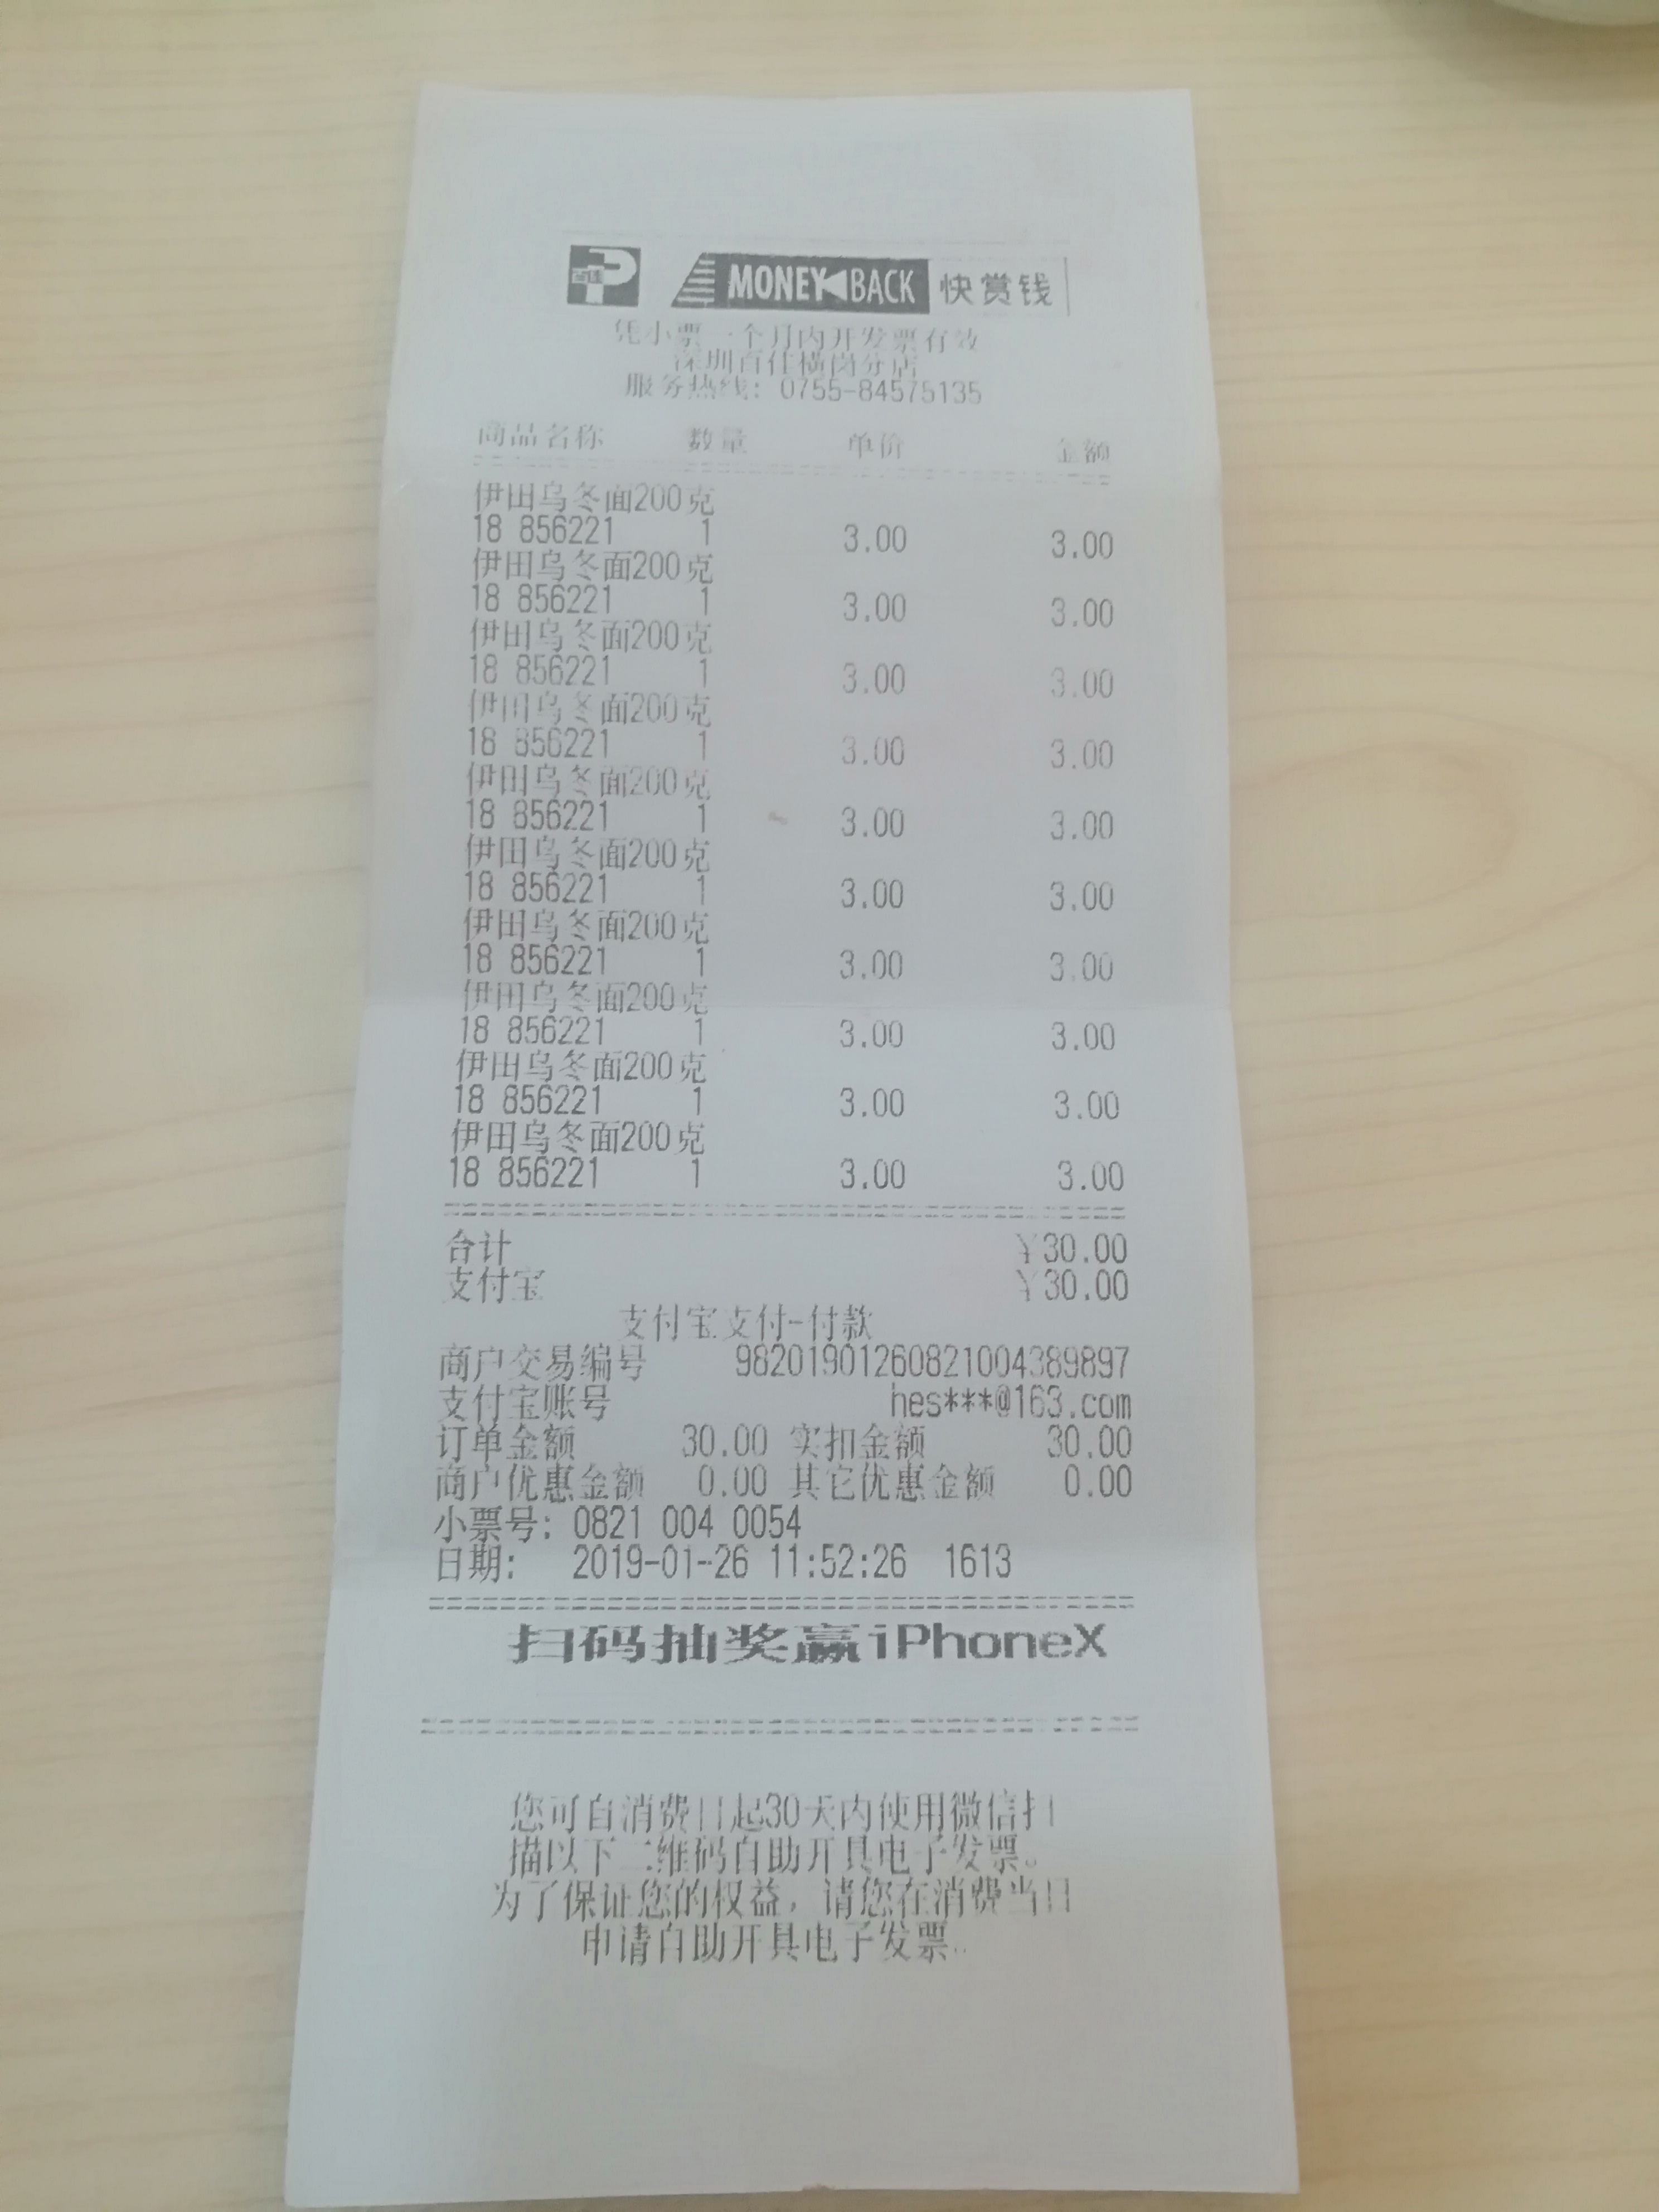 百佳 MONEY BACK 快赏钱
凭小票一个月内开发票有效
深圳百佳横岗分店
服务热线: 0755-84575135
商品名称 数量 单价 金额
伊田乌冬面200克
18 856221 1 3.00 3.00
伊田乌冬面200克
18 856221 1 3.00 3.00
伊田乌冬面200克
18 856221 1 3.00 3.00
伊田乌冬面200克
18 856221 1 3.00 3.00
伊田乌冬面200克
18 856221 1 3.00 3.00
伊田乌冬面200克
18 856221 1 3.00 3.00
伊田乌冬面200克
18 856221 1 3.00 3.00
伊田乌冬面200克
18 856221 1 3.00 3.00
伊田乌冬面200克
18 856221 1 3.00 3.00
伊田乌冬面200克
18 856221 1 3.00 3.00
合计 ¥30.00
支付宝 ¥30.00
支付宝支付-付款
商户交易编号 98201901260821004389897
支付宝账号 hes***@163.com
订单金额 30.00 实扣金额 30.00
商户优惠金额 0.00 其它优惠金额 0.00
小票号: 0821 004 0054
日期: 2019-01-26 11:52:26 1613
扫码抽奖赢iPhoneX
您可自消费日起30天内使用微信扫
描以下二维码自助开具电子发票。
为了保证您的权益，请您在消费当日
申请自助开具电子发票。